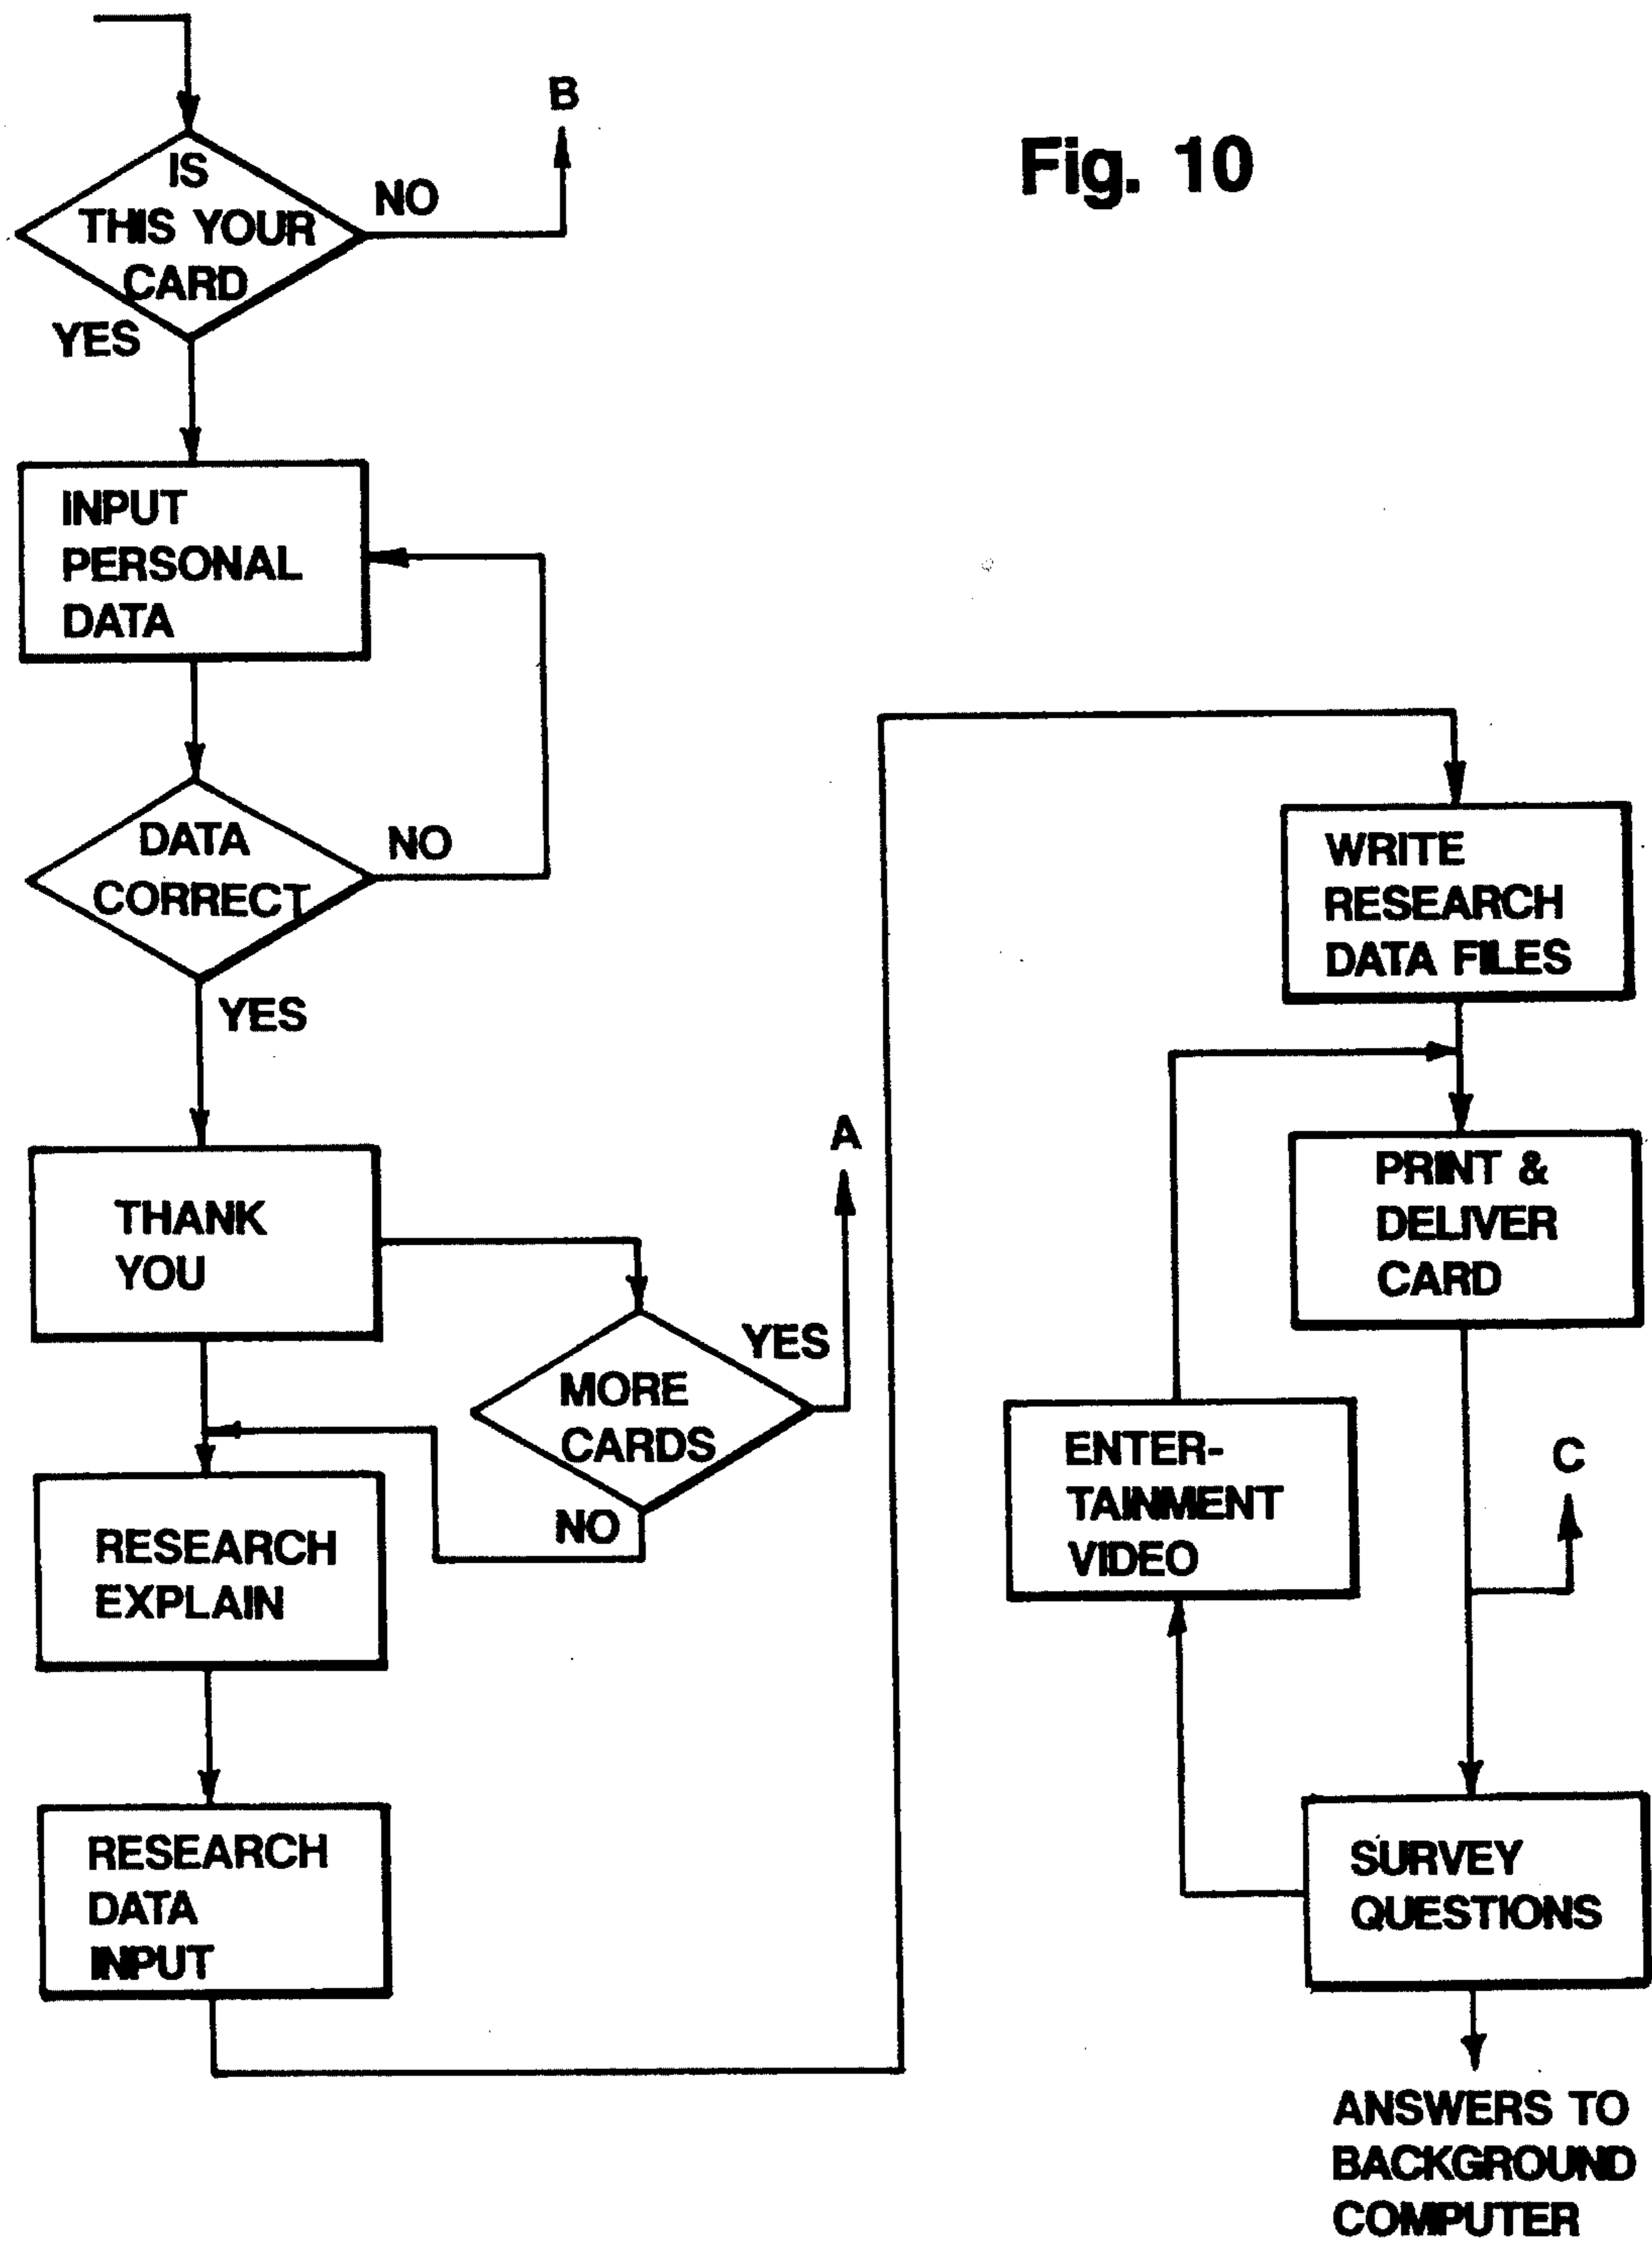 Fig. 10
B
IS
THIS YOUR
CARD
NO
YES
INPUT
PERSONAL
DATA
DATA
CORRECT
NO
YES
THANK
YOU
A
YES
MORE
CARDS
NO
RESEARCH
EXPLAIN
RESEARCH
DATA
INPUT
WRITE
RESEARCH
DATA FILES
PRINT &
DELIVER
CARD
ENTER-
TAINMENT
VIDEO
C
SURVEY
QUESTIONS
ANSWERS TO
BACKGROUND
COMPUTER